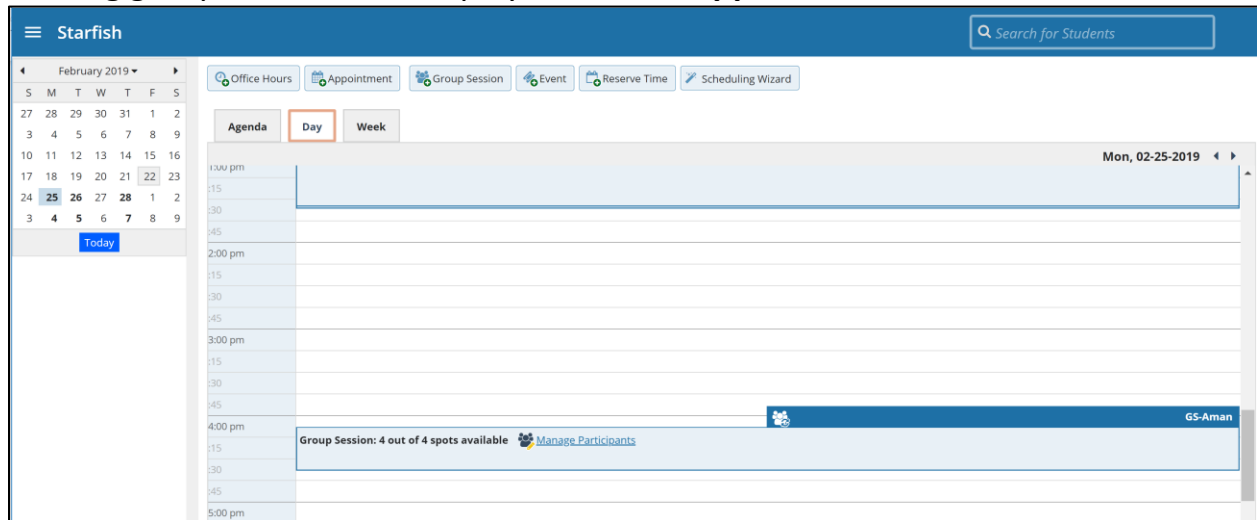 Starfish
Search for Students
February 2019
S M T W T F S
27 28 29 30 31 1 2
3 4 5 6 7 8 9
10 11 12 13 14 15 16
17 18 19 20 21 22 23
24 25 26 27 28 1 2
3 4 5 6 7 8 9
Today
Office Hours Appointment Group Session Event Reserve Time Scheduling Wizard
Agenda Day Week
Mon, 02-25-2019
1:00 pm
:15
:30
:45
2:00 pm
:15
:30
:45
3:00 pm
:15
:30
:45
GS-Aman
4:00 pm
Group Session: 4 out of 4 spots available Manage Participants
:15
:30
:45
5:00 pm